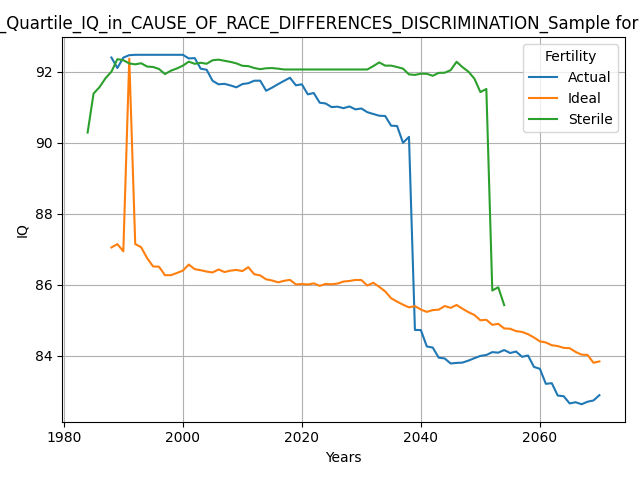 _Quartile_IQ_in_CAUSE_OF_RACE_DIFFERENCES_DISCRIMINATION_Sample for
Fertility
Actual
Ideal
Sterile
IQ
92
90
88
86
84
1980
2000
2020
2040
2060
Years